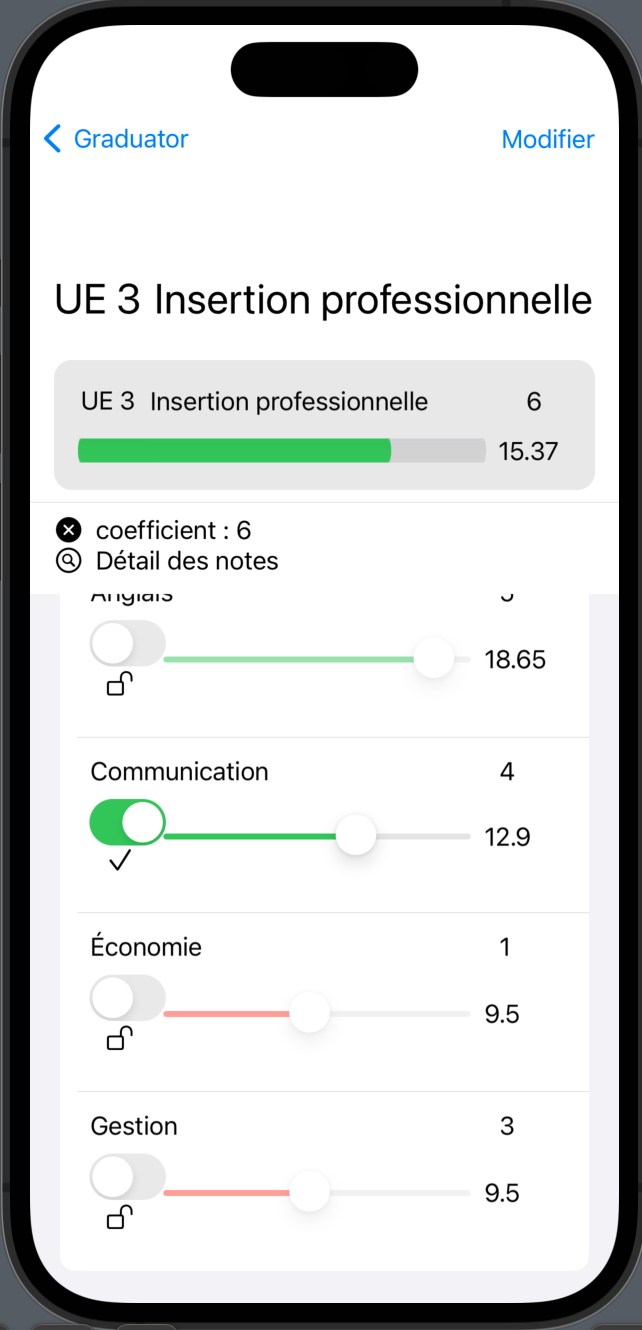 Graduator Modifier
UE 3 Insertion professionnelle
UE 3 Insertion professionnelle 6
15.37
coefficient : 6
Détail des notes
Anglais
18.65
Communication 4
12.9
Économie 1
9.5
Gestion 3
9.5